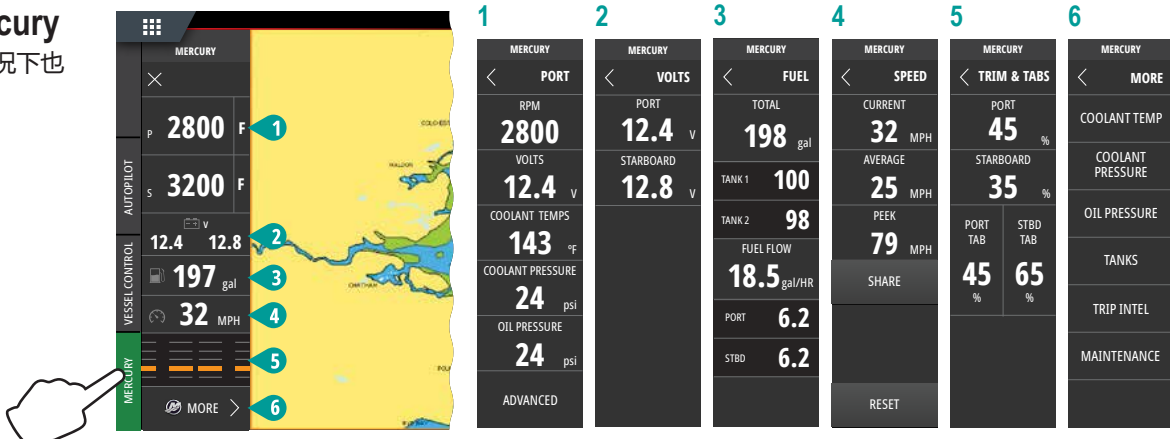 cury
况下也
MERCURY
P 2800 F
S 3200 F
V
12.4 12.8
197 gal
32 MPH
MORE
AUTOPILOT
VESSEL CONTROL
MERCURY
1
2
3
4
5
6
MALDON
CHATHAM
1
MERCURY
PORT
RPM
2800
VOLTS
12.4 V
COOLANT TEMPS
143 ºF
COOLANT PRESSURE
24 psi
OIL PRESSURE
24 psi
ADVANCED
2
MERCURY
VOLTS
PORT
12.4 V
STARBOARD
12.8 V
3
MERCURY
FUEL
TOTAL
198 gal
TANK 1 100
TANK 2 98
FUEL FLOW
18.5 gal/HR
PORT 6.2
STBD 6.2
4
MERCURY
SPEED
CURRENT
32 MPH
AVERAGE
25 MPH
PEEK
79 MPH
SHARE
RESET
5
MERCURY
TRIM & TABS
PORT
45 %
STARBOARD
35 %
PORT TAB
45 %
STBD TAB
65 %
6
MERCURY
MORE
COOLANT TEMP
COOLANT
PRESSURE
OIL PRESSURE
TANKS
TRIP INTEL
MAINTENANCE